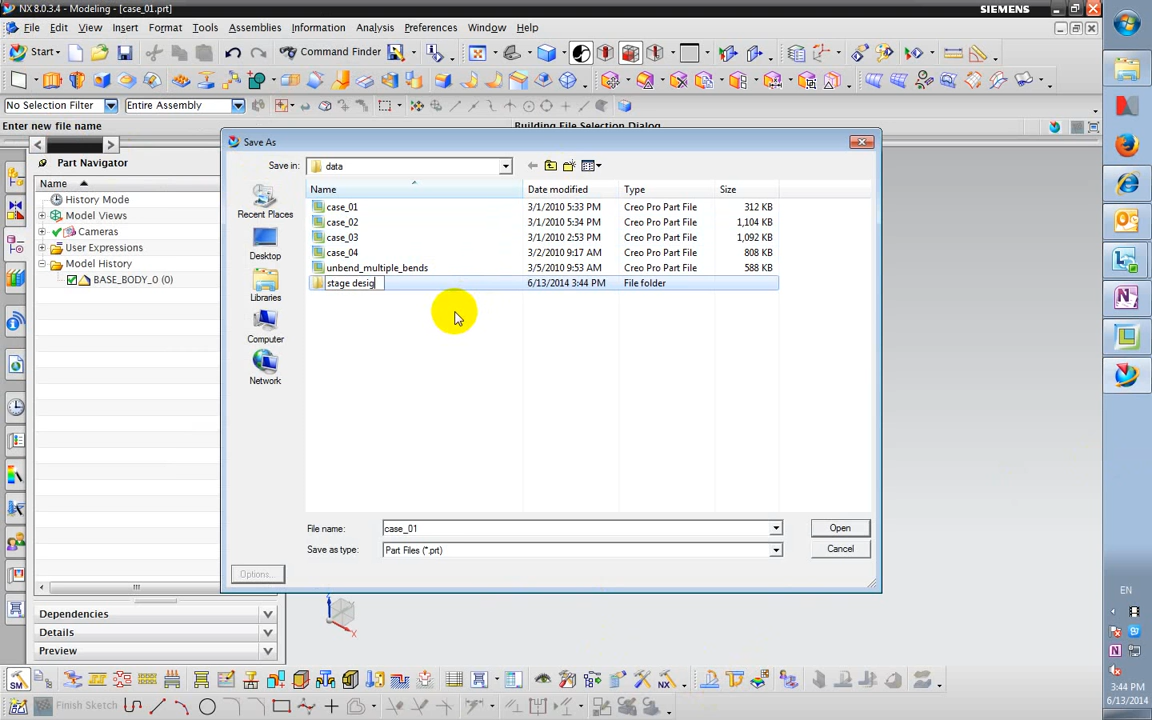 NX 8.0.3.4 - Modeling - [case_01.prt]
SIEMENS
File Edit View Insert Format Tools Assemblies Information Analysis Preferences Window Help
Start
Command Finder
No Selection Filter
Entire Assembly
Enter new file name
Building File Selection Dialog
Part Navigator
Name
History Mode
Model Views
Cameras
User Expressions
Model History
BASE_BODY_0 (0)
Dependencies
Details
Preview
Save As
Save in:
data
Recent Places
Desktop
Libraries
Computer
Network
Name Date modified Type Size
case_01 3/1/2010 5:33 PM Creo Pro Part File 312 KB
case_02 3/1/2010 5:34 PM Creo Pro Part File 1,104 KB
case_03 3/1/2010 2:53 PM Creo Pro Part File 1,092 KB
case_04 3/2/2010 9:17 AM Creo Pro Part File 808 KB
unbend_multiple_bends 3/5/2010 9:53 AM Creo Pro Part File 588 KB
stage desig 6/13/2014 3:44 PM File folder
File name:
case_01
Open
Save as type:
Part Files (*.prt)
Cancel
Options...
X
SM
NX
Finish Sketch
EN
3:44 PM
6/13/2014